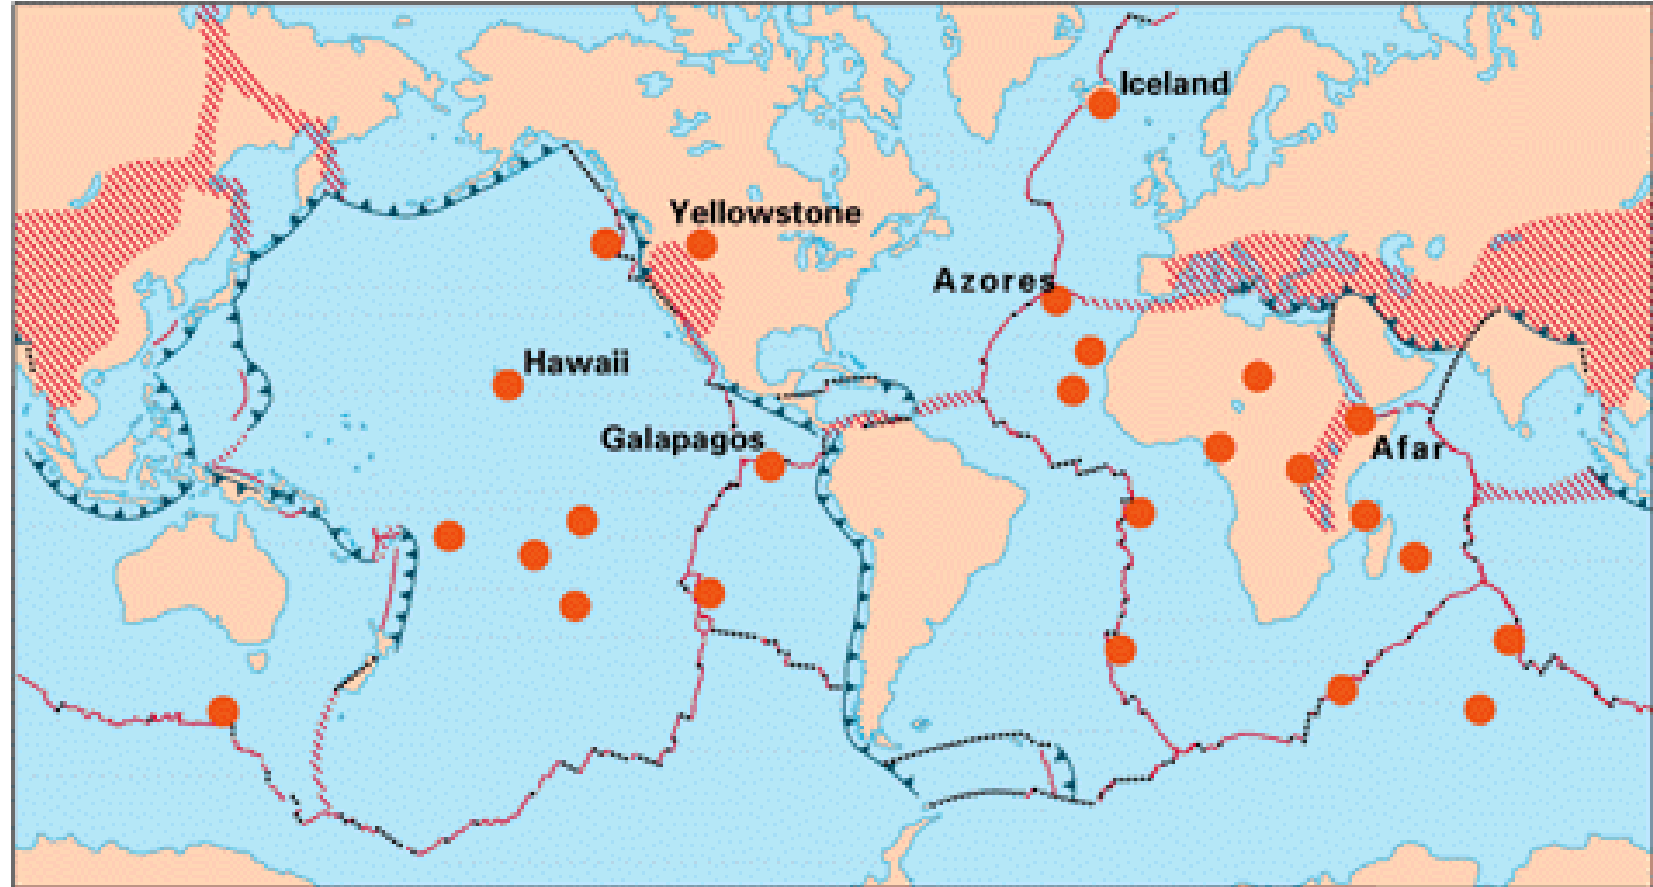 Iceland
Yellowstone
Azores
Hawaii
Galapagos
Afar